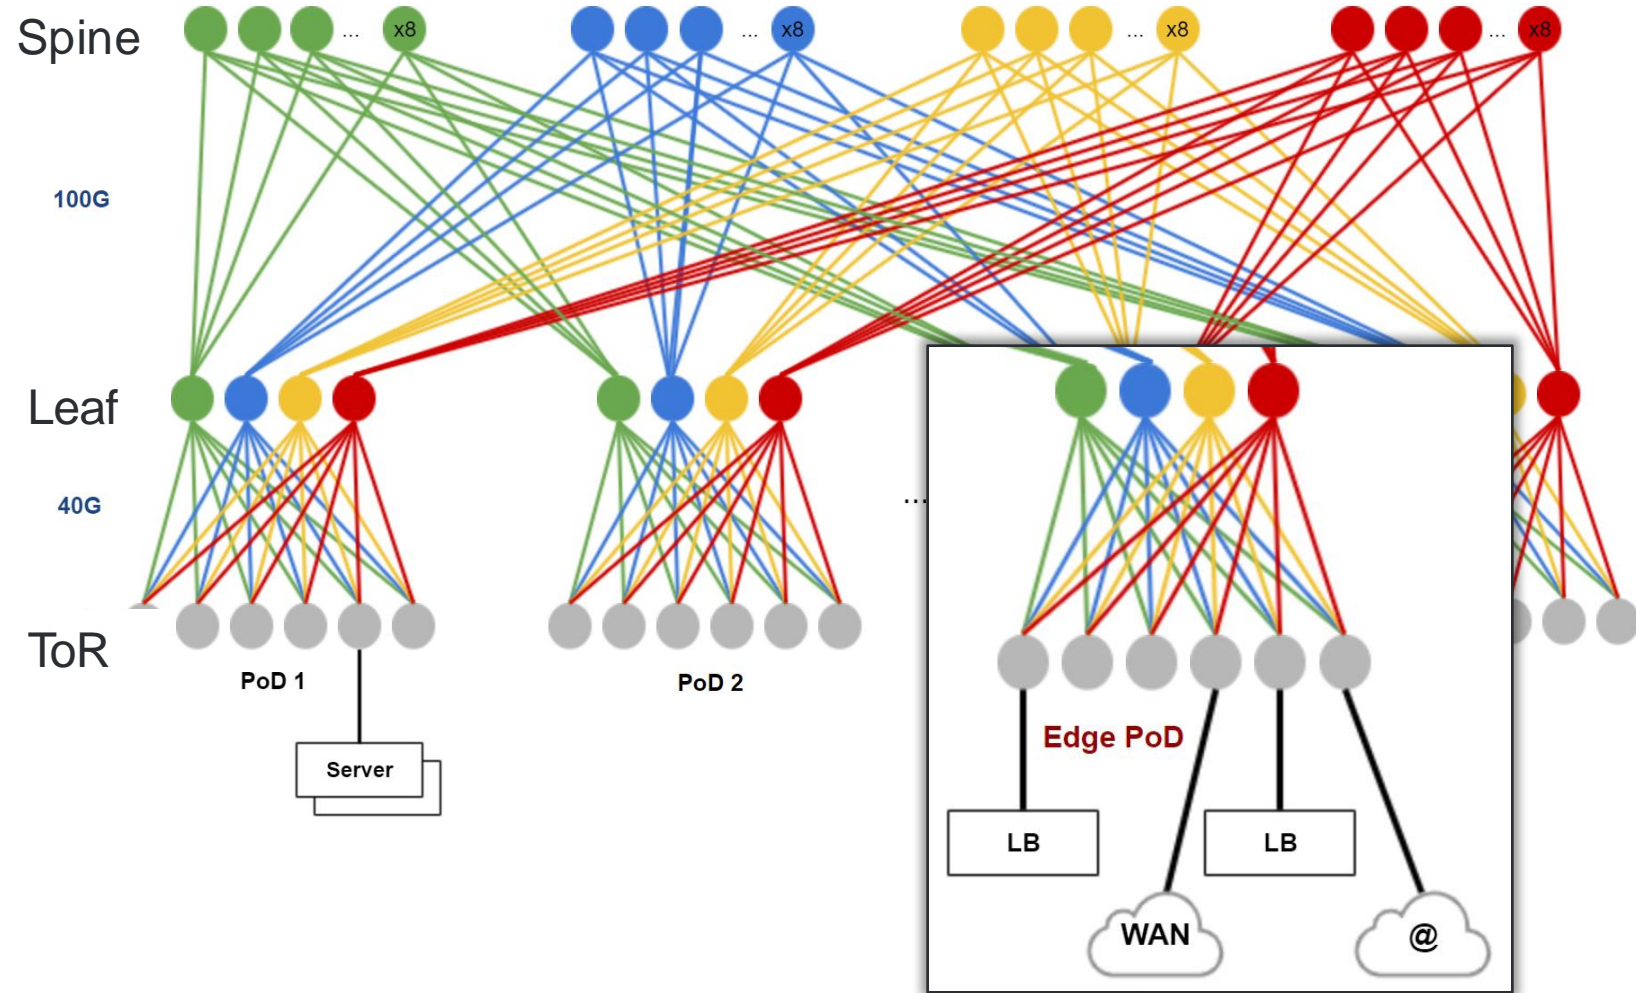 Spine
... x8
... x8
... x8
... x8
100G
Leaf
40G
...
ToR
PoD 1
PoD 2
Server
Edge PoD
LB
LB
WAN
@